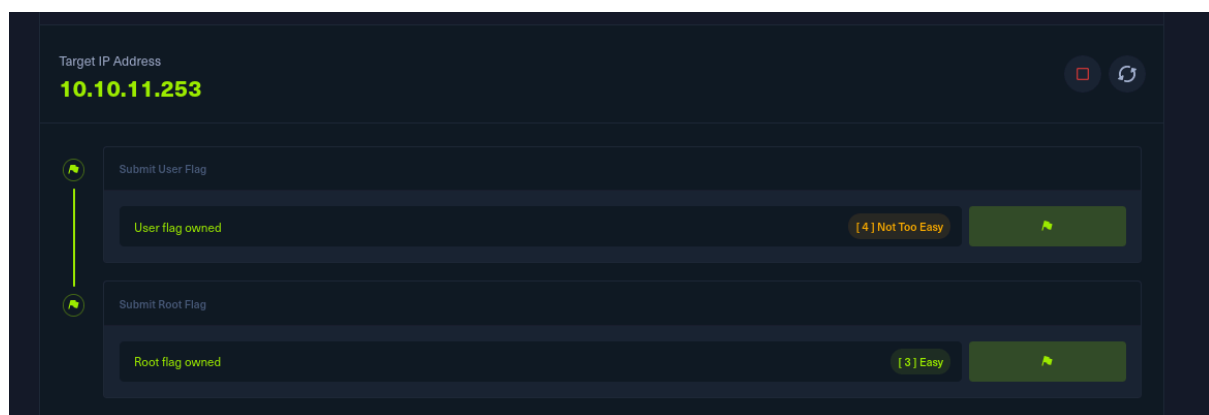 Target IP Address
10.10.11.253
Submit User Flag
User flag owned
[ 4 ] Not Too Easy
Submit Root Flag
Root flag owned
[ 3 ] Easy